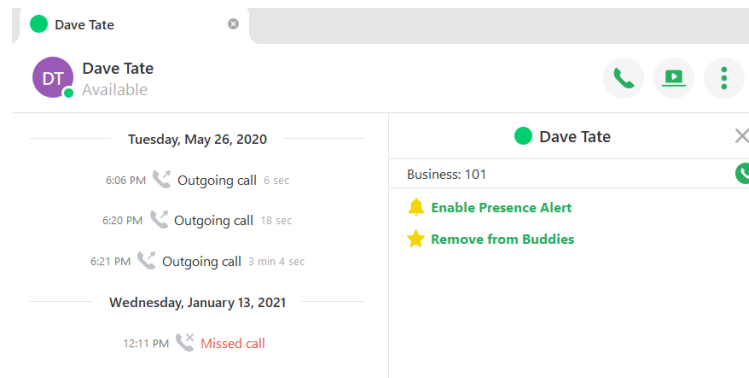 Dave Tate
DT
Dave Tate
Available
Tuesday, May 26, 2020
6:06 PM Outgoing call 6 sec
6:20 PM Outgoing call 18 sec
6:21 PM Outgoing call 3 min 4 sec
Wednesday, January 13, 2021
12:11 PM Missed call
Dave Tate
Business: 101
Enable Presence Alert
Remove from Buddies